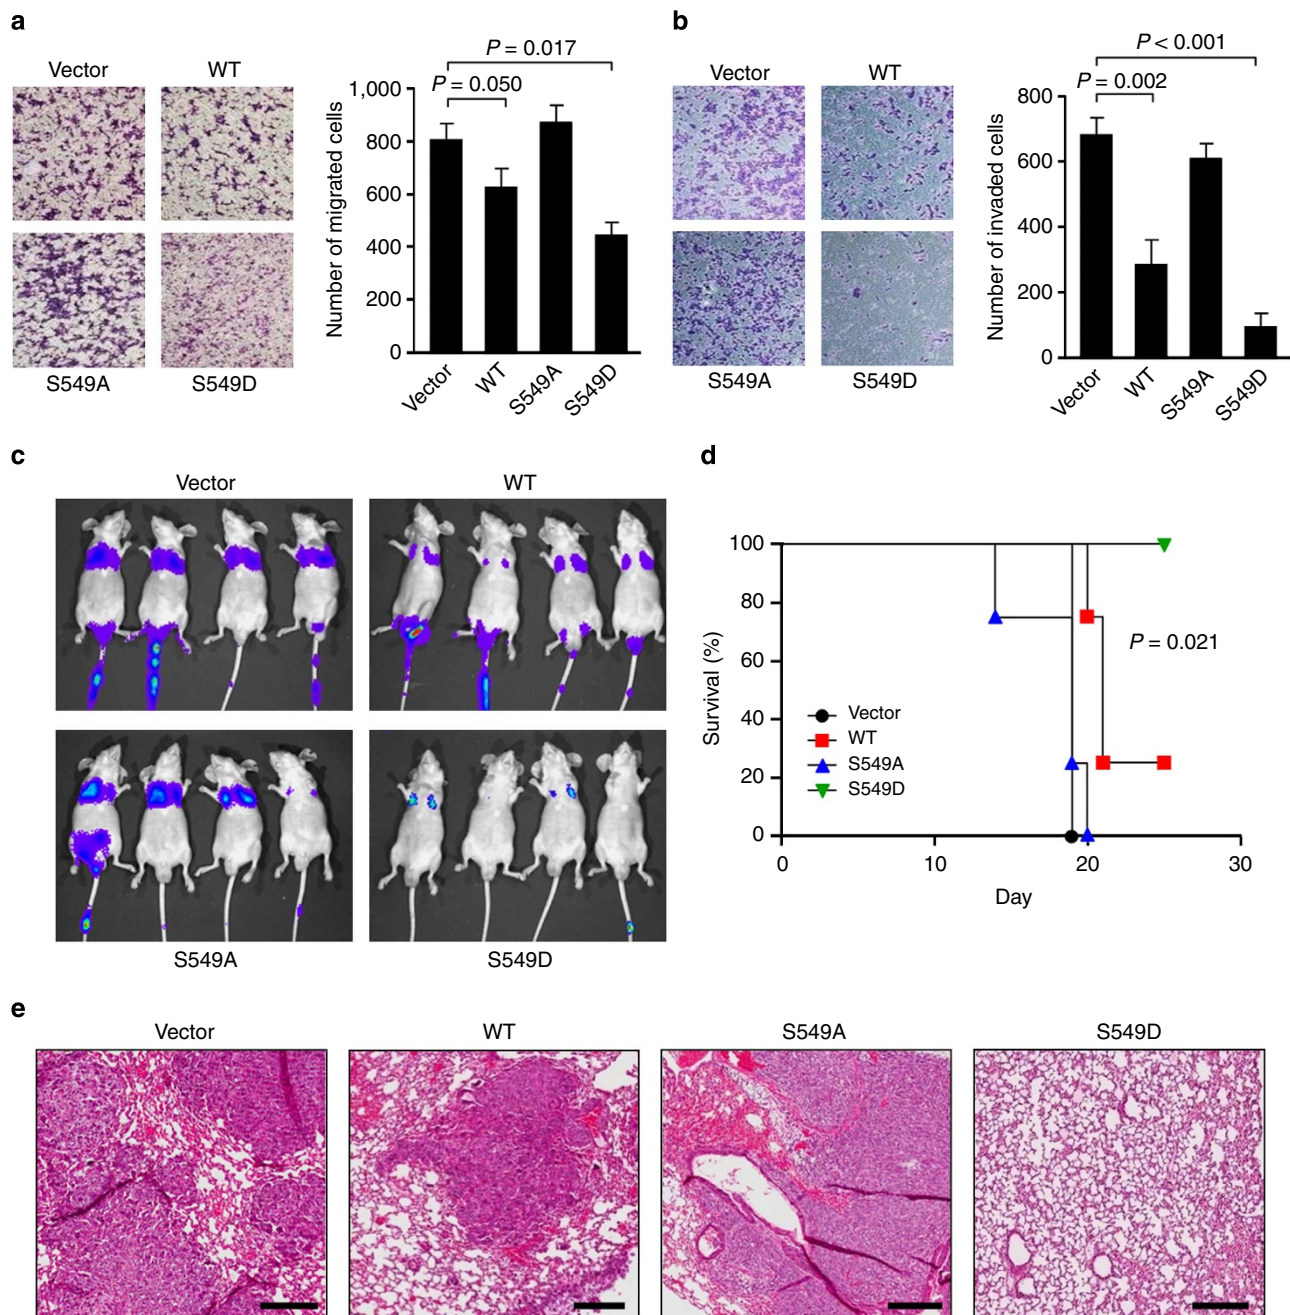 a
Vector
WT
S549A
S549D
P = 0.017
P = 0.050
Number of migrated cells
1,000
800
600
400
200
0
Vector
WT
S549A
S549D
b
Vector
WT
S549A
S549D
P < 0.001
P = 0.002
Number of invaded cells
800
600
400
200
0
Vector
WT
S549A
S549D
c
Vector
WT
S549A
S549D
d
Survival (%)
100
80
60
40
20
0
P = 0.021
Vector
WT
S549A
S549D
0
10
20
30
Day
e
Vector
WT
S549A
S549D